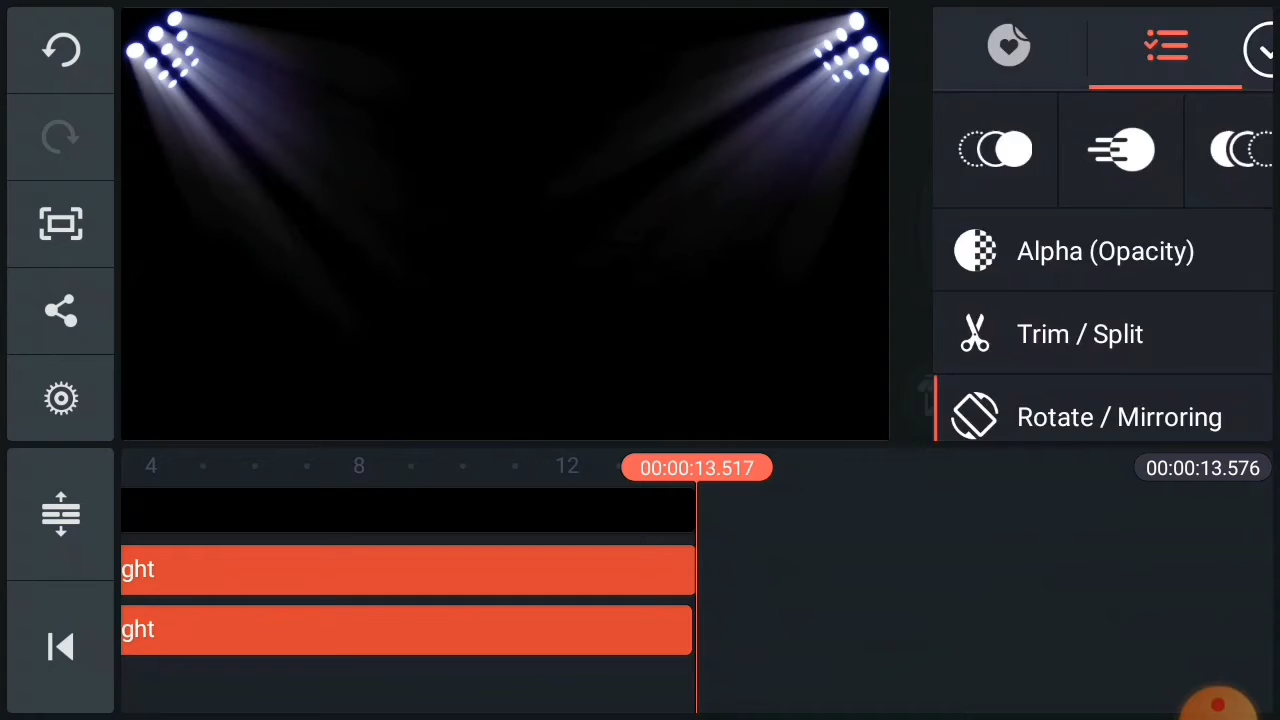 Alpha (Opacity)
Trim / Split
Rotate / Mirroring
4
8
12
00:00:13.517
00:00:13.576
ght
ght